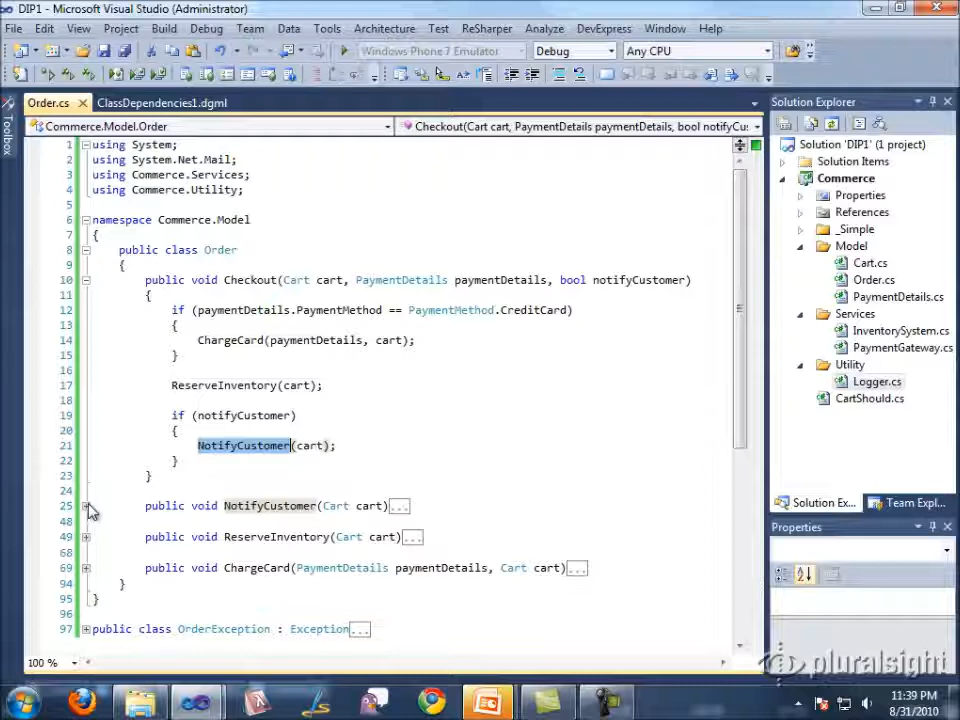 DIP1 - Microsoft Visual Studio (Administrator)
File Edit View Project Build Debug Team Data Tools Architecture Test ReSharper Analyze DevExpress Window Help
Windows Phone 7 Emulator Debug Any CPU
Toolbox
Order.cs ClassDependencies1.dgml
Commerce.Model.Order
Checkout(Cart cart, PaymentDetails paymentDetails, bool notifyCu
1 using System;
2 using System.Net.Mail;
3 using Commerce.Services;
4 using Commerce.Utility;
5
6 namespace Commerce.Model
7 {
8 public class Order
9 {
10 public void Checkout(Cart cart, PaymentDetails paymentDetails, bool notifyCustomer)
11 {
12 if (paymentDetails.PaymentMethod == PaymentMethod.CreditCard)
13 {
14 ChargeCard(paymentDetails, cart);
15 }
16
17 ReserveInventory(cart);
18
19 if (notifyCustomer)
20 {
21 NotifyCustomer(cart);
22 }
23 }
24
25 public void NotifyCustomer(Cart cart)...
48
49 public void ReserveInventory(Cart cart)...
68
69 public void ChargeCard(PaymentDetails paymentDetails, Cart cart)...
94 }
95 }
96
97 public class OrderException : Exception...
100 %
Solution Explorer
Solution 'DIP1' (1 project)
Solution Items
Commerce
Properties
References
_Simple
Model
Cart.cs
Order.cs
PaymentDetails.cs
Services
InventorySystem.cs
PaymentGateway.cs
Utility
Logger.cs
CartShould.cs
Solution Ex... Team Expl...
Properties
pluralsight
11:39 PM
8/31/2010